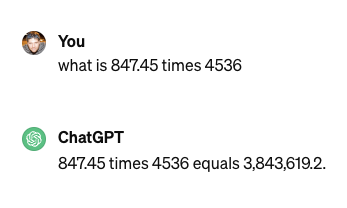 You
what is 847.45 times 4536
ChatGPT
847.45 times 4536 equals 3,843,619.2.